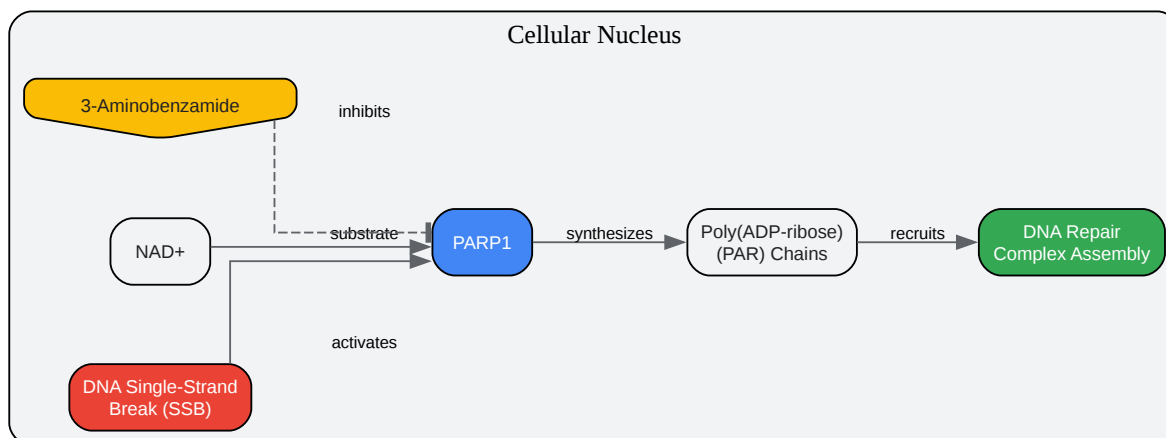 Cellular Nucleus
3-Aminobenzamide
inhibits
substrate
NAD+
PARP1
synthesizes
Poly(ADP-ribose)
(PAR) Chains
recruits
DNA Repair
Complex Assembly
activates
DNA Single-Strand
Break (SSB)